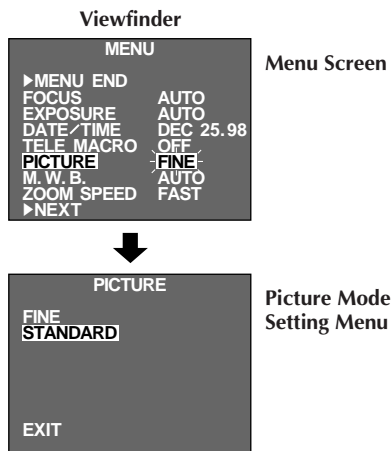 Viewfinder
MENU
Menu Screen
▶MENU END
FOCUS AUTO
EXPOSURE AUTO
DATE/TIME DEC 25.98
TELE MACRO OFF
PICTURE FINE
M.W.B. AUTO
ZOOM SPEED FAST
▶NEXT
PICTURE
Picture Mode
Setting Menu
FINE
STANDARD
EXIT